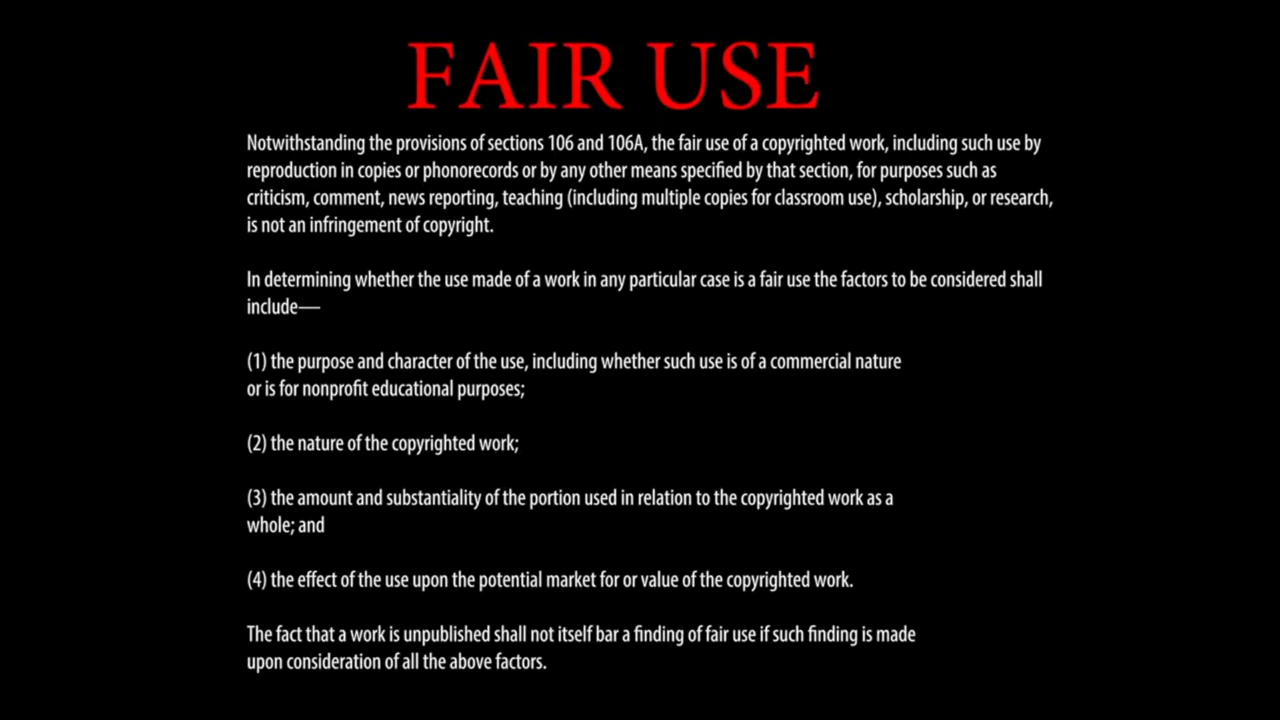 FAIR USE
Notwithstanding the provisions of sections 106 and 106A, the fair use of a copyrighted work, including such use by
reproduction in copies or phonorecords or by any other means specified by that section, for purposes such as
criticism, comment, news reporting, teaching (including multiple copies for classroom use), scholarship, or research,
is not an infringement of copyright.
In determining whether the use made of a work in any particular case is a fair use the factors to be considered shall
include—
(1) the purpose and character of the use, including whether such use is of a commercial nature
or is for nonprofit educational purposes;
(2) the nature of the copyrighted work;
(3) the amount and substantiality of the portion used in relation to the copyrighted work as a
whole; and
(4) the effect of the use upon the potential market for or value of the copyrighted work.
The fact that a work is unpublished shall not itself bar a finding of fair use if such finding is made
upon consideration of all the above factors.